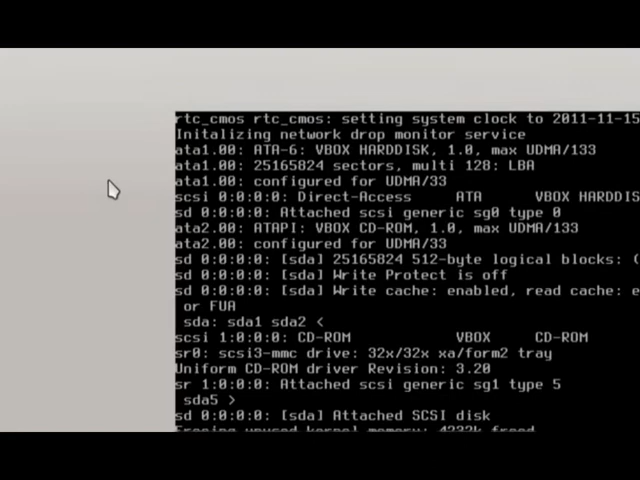 rtc_cmos rtc_cmos: setting system clock to 2011-11-15
Initalizing network drop monitor service
ata1.00: ATA-6: VBOX HARDDISK, 1.0, max UDMA/133
ata1.00: 25165824 sectors, multi 128: LBA
ata1.00: configured for UDMA/33
scsi 0:0:0:0: Direct-Access ATA VBOX HARDDIS
sd 0:0:0:0: Attached scsi generic sg0 type 0
ata2.00: ATAPI: VBOX CD-ROM, 1.0, max UDMA/133
ata2.00: configured for UDMA/33
sd 0:0:0:0: [sda] 25165824 512-byte logical blocks: (
sd 0:0:0:0: [sda] Write Protect is off
sd 0:0:0:0: [sda] Write cache: enabled, read cache: e
or FUA
sda: sda1 sda2 <
scsi 1:0:0:0: CD-ROM VBOX CD-ROM
sr0: scsi3-mmc drive: 32x/32x xa/form2 tray
Uniform CD-ROM driver Revision: 3.20
sr 1:0:0:0: Attached scsi generic sg1 type 5
sda5 >
sd 0:0:0:0: [sda] Attached SCSI disk
kernel memory: freed